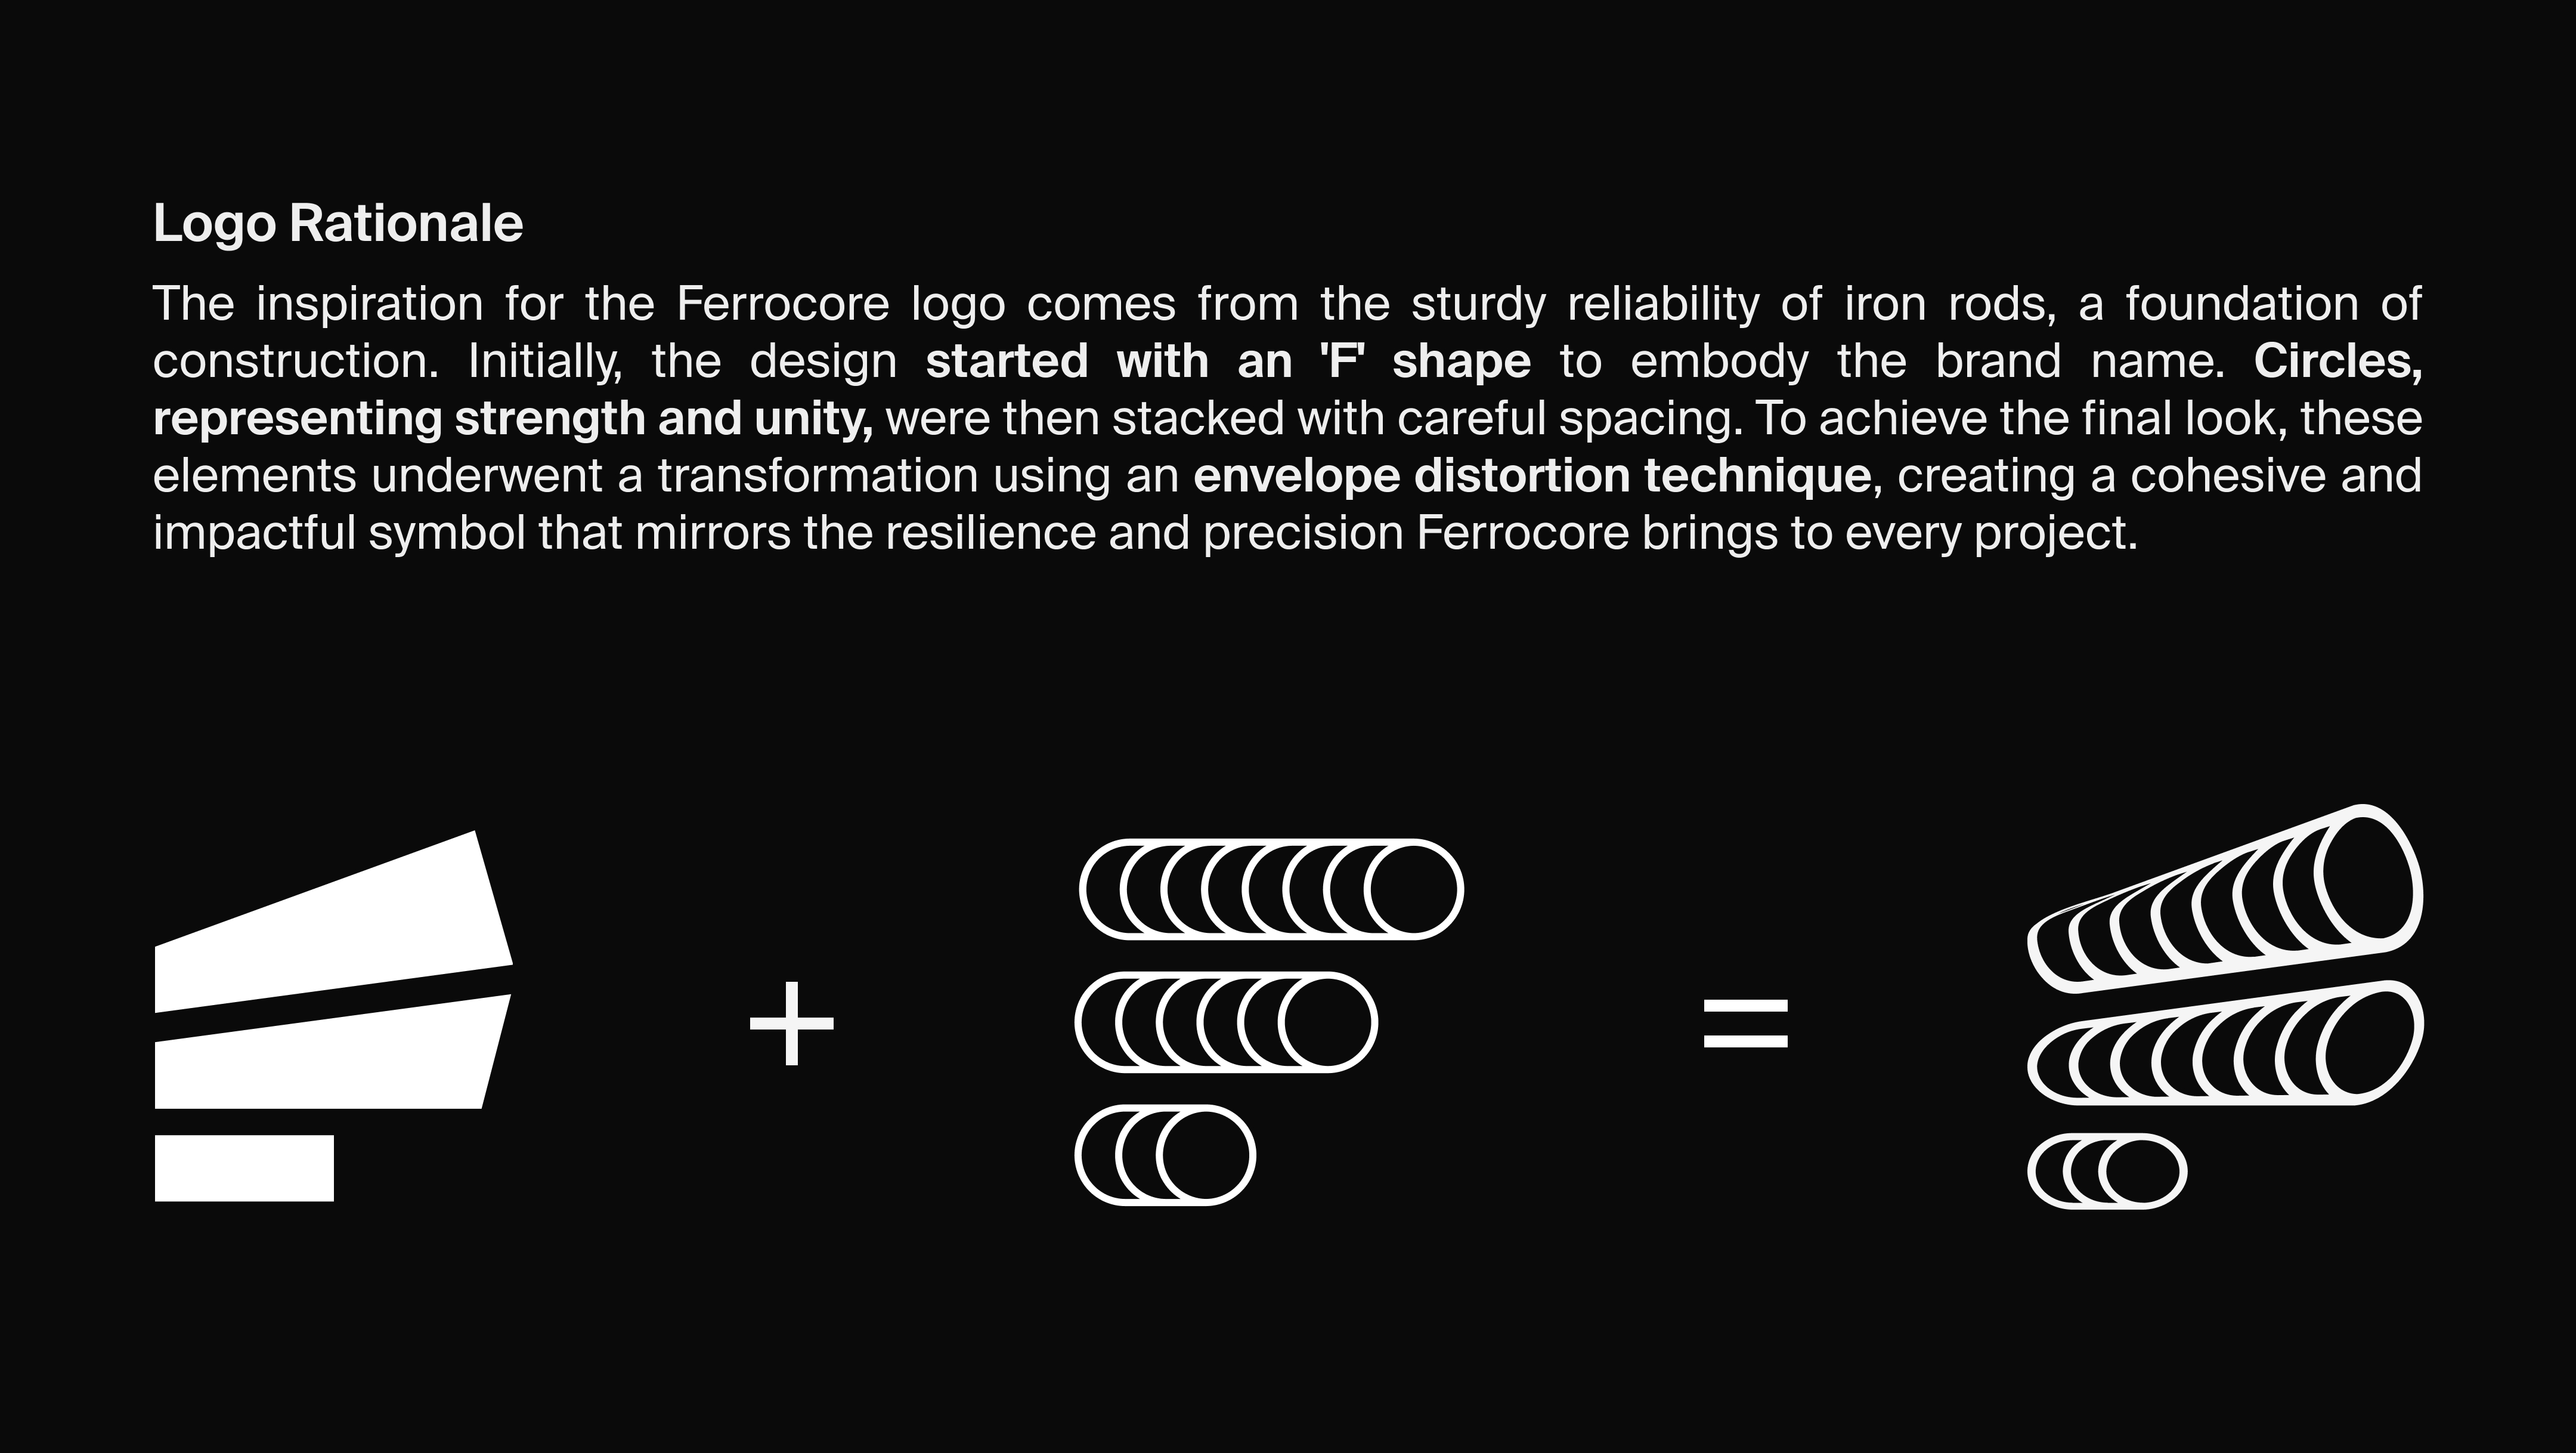 Logo Rationale
The inspiration for the Ferrocore logo comes from the sturdy reliability of iron rods, a foundation of
construction. Initially, the design started with an 'F' shape to embody the brand name. Circles,
representing strength and unity, were then stacked with careful spacing. To achieve the final look, these
elements underwent a transformation using an envelope distortion technique, creating a cohesive and
impactful symbol that mirrors the resilience and precision Ferrocore brings to every project.
+ =